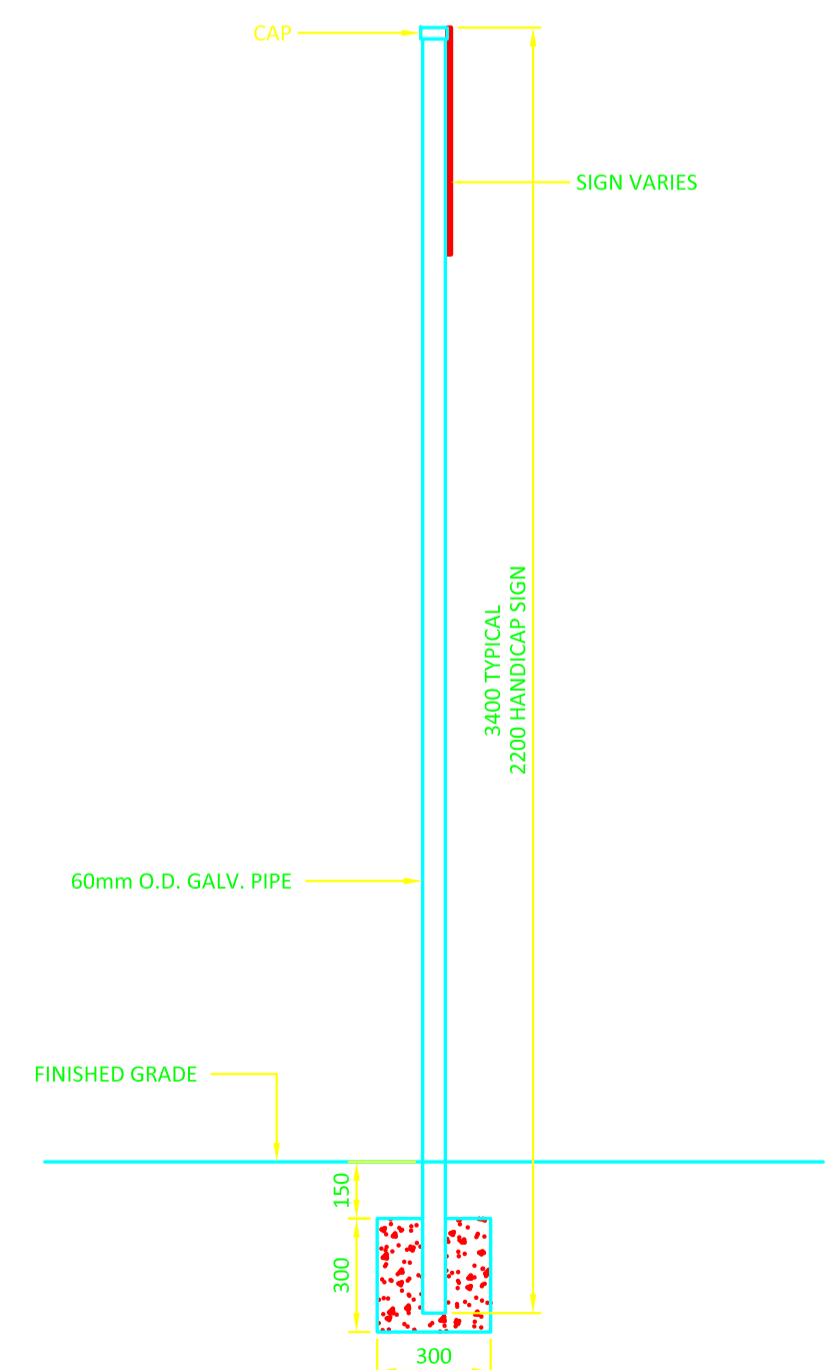 CAP
SIGN VARIES
3400 TYPICAL
2200 HANDICAP SIGN
60mm O.D. GALV. PIPE
FINISHED GRADE
150
300
300